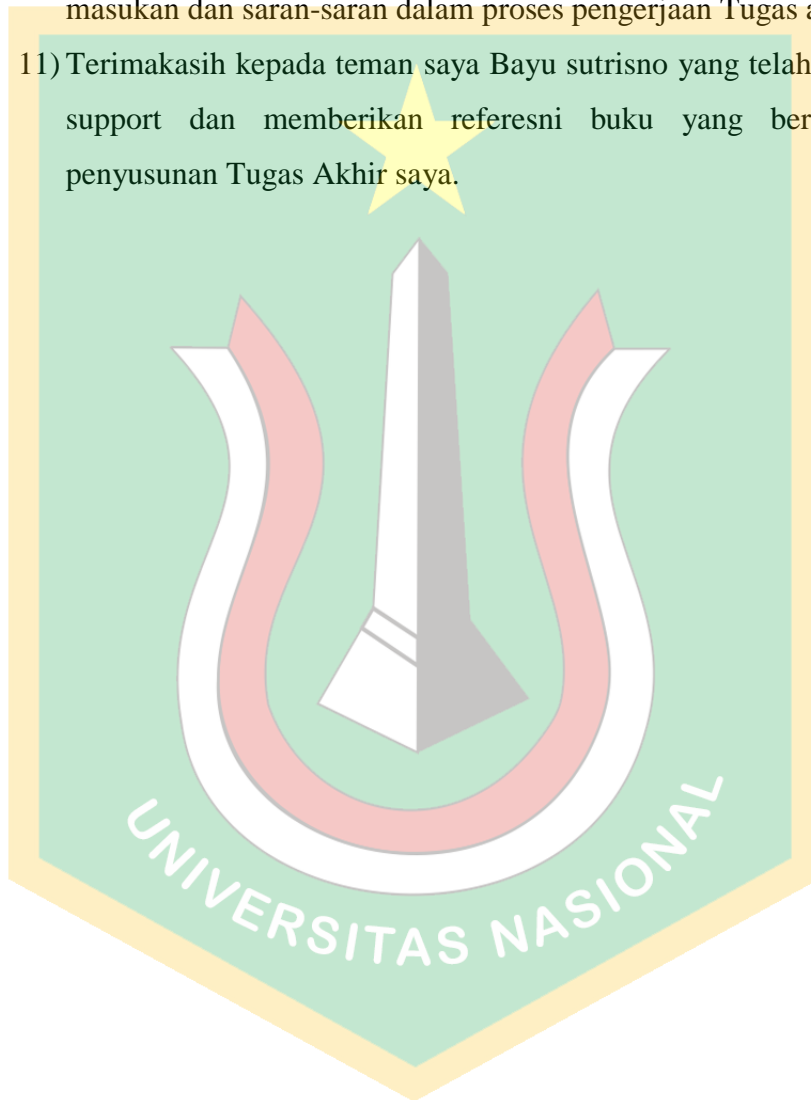 masukan dan saran-saran dalam proses pengerjaan Tugas a
11) Terimakasih kepada teman saya Bayu sutrisno yang telah
support dan memberikan referesni buku yang ber
penyusunan Tugas Akhir saya.
UNIVERSITAS NASIONAL